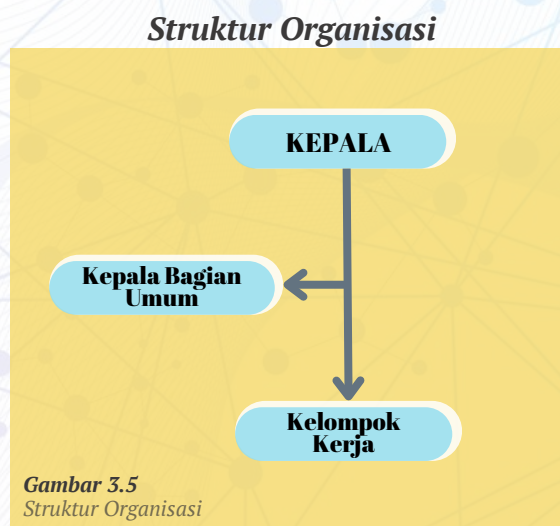 Struktur Organisasi
KEPALA
Kepala Bagian
Umum
Kelompok
Kerja
Gambar 3.5
Struktur Organisasi